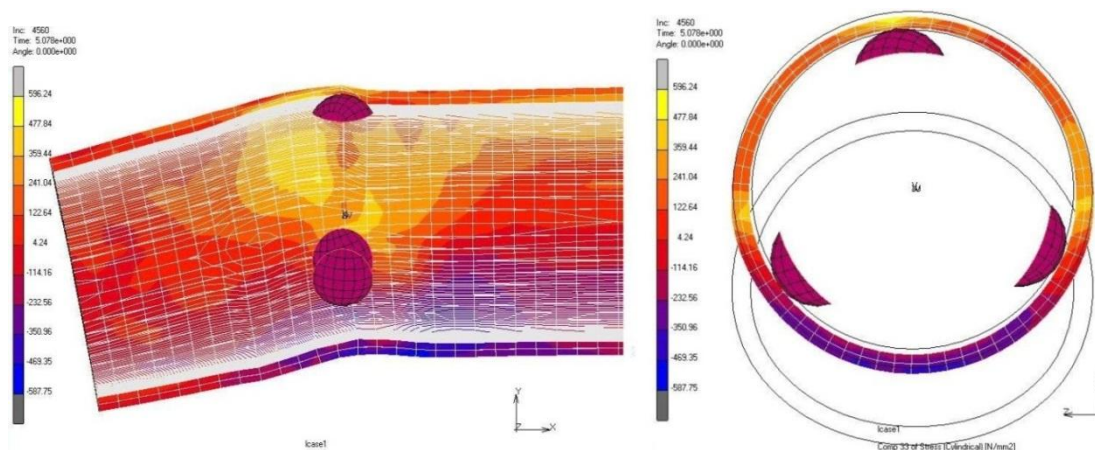 Inc: 4560
Time: 5.078e+000
Angle: 0.000e+000
596.24
477.84
359.44
241.04
122.64
4.24
-114.16
-232.56
-350.96
-469.35
-587.75
Y
Z X
lcase1
Inc: 4560
Time: 5.078e+000
Angle: 0.000e+000
596.24
477.84
359.44
241.04
122.64
4.24
-114.16
-232.56
-350.96
-469.35
-587.75
Z
lcase1
Comp 33 of Stress (Cylindrical) [N/mm2]